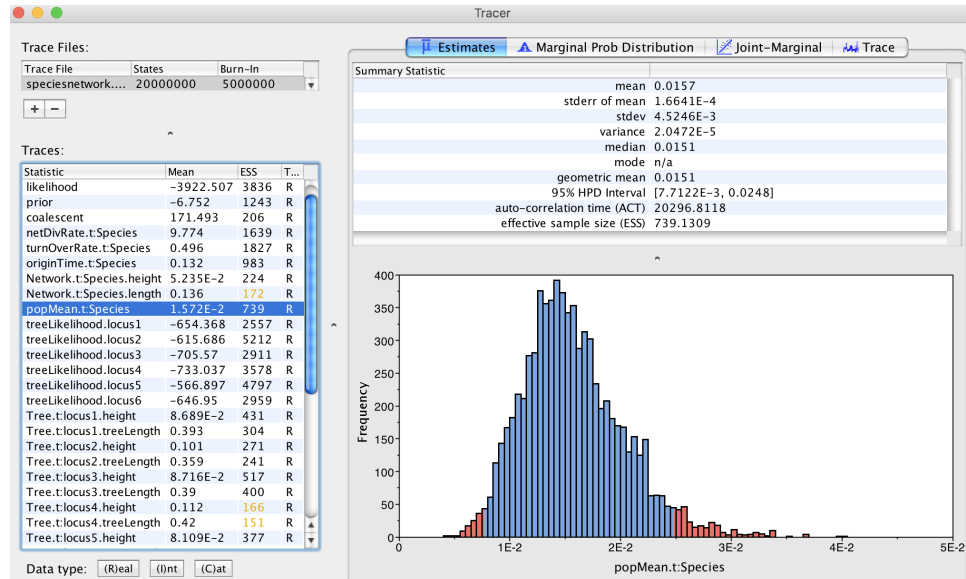 Tracer
Trace Files:
Trace File States Burn-In
speciesnetwork.... 20000000 5000000
+ −
Traces:
Statistic Mean ESS T...
likelihood -3922.507 3836 R
prior -6.752 1243 R
coalescent 171.493 206 R
netDivRate.t:Species 9.774 1639 R
turnOverRate.t:Species 0.496 1827 R
originTime.t:Species 0.132 983 R
Network.t:Species.height 5.235E-2 224 R
Network.t:Species.length 0.136 172 R
popMean.t:Species 1.572E-2 739 R
treeLikelihood.locus1 -654.368 2557 R
treeLikelihood.locus2 -615.686 5212 R
treeLikelihood.locus3 -705.57 2911 R
treeLikelihood.locus4 -733.037 3578 R
treeLikelihood.locus5 -566.897 4797 R
treeLikelihood.locus6 -646.95 2959 R
Tree.t:locus1.height 8.689E-2 431 R
Tree.t:locus1.treeLength 0.393 304 R
Tree.t:locus2.height 0.101 271 R
Tree.t:locus2.treeLength 0.359 241 R
Tree.t:locus3.height 8.716E-2 517 R
Tree.t:locus3.treeLength 0.39 400 R
Tree.t:locus4.height 0.112 166 R
Tree.t:locus4.treeLength 0.42 151 R
Tree.t:locus5.height 8.109E-2 377 R
Data type: (R)eal (I)nt (C)at
μ Estimates Marginal Prob Distribution Joint-Marginal Trace
Summary Statistic
mean 0.0157
stderr of mean 1.6641E-4
stdev 4.5246E-3
variance 2.0472E-5
median 0.0151
mode n/a
geometric mean 0.0151
95% HPD Interval [7.7122E-3, 0.0248]
auto-correlation time (ACT) 20296.8118
effective sample size (ESS) 739.1309
Frequency
400
350
300
250
200
150
100
50
0
0 1E-2 2E-2 3E-2 4E-2 5E-2
popMean.t:Species